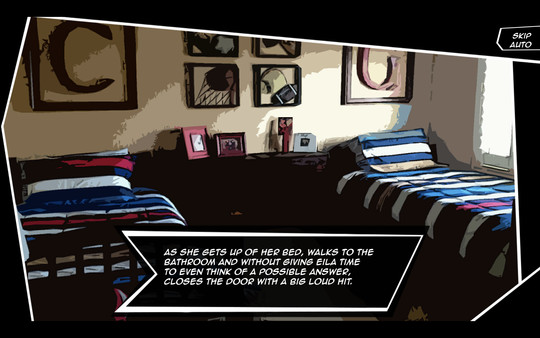 SKIP
AUTO
C
C
AS SHE GETS UP OF HER BED, WALKS TO THE
BATHROOM AND WITHOUT GIVING EILA TIME
TO EVEN THINK OF A POSSIBLE ANSWER,
CLOSES THE DOOR WITH A BIG LOUD HIT.